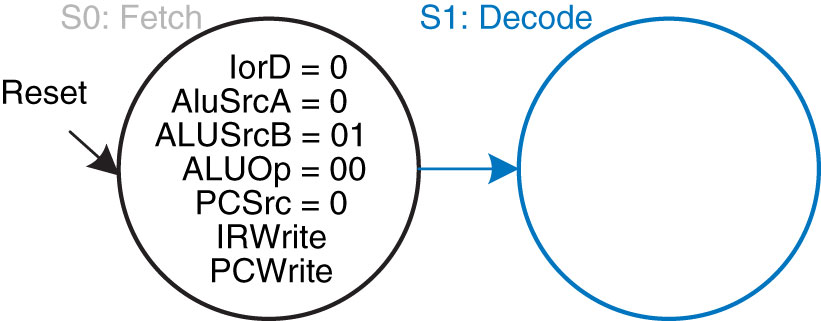 S0: Fetch
S1: Decode
Reset
IorD = 0
AluSrcA = 0
ALUSrcB = 01
ALUOp = 00
PCSrc = 0
IRWrite
PCWrite